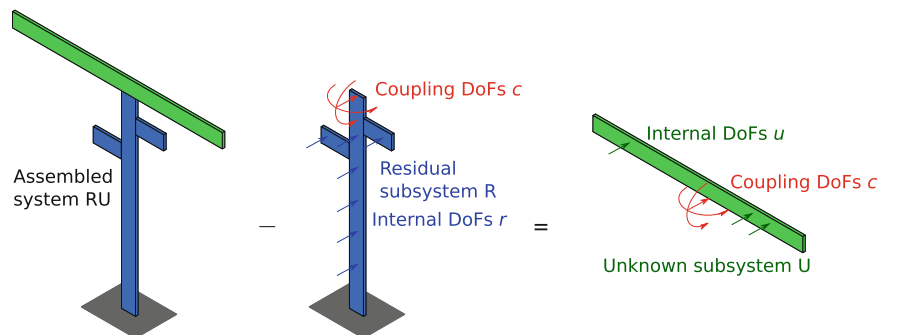 Assembled
system RU
−
Coupling DoFs c
Residual
subsystem R
Internal DoFs r
=
Internal DoFs u
Coupling DoFs c
Unknown subsystem U